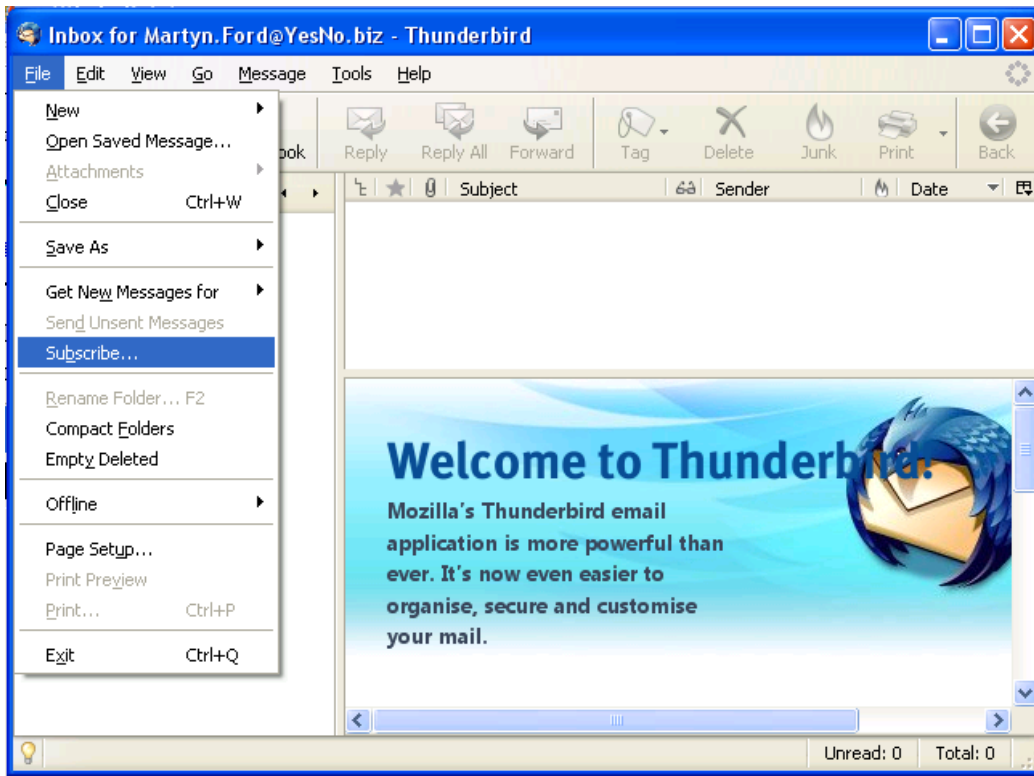 Inbox for Martyn.Ford@YesNo.biz - Thunderbird
File Edit View Go Message Tools Help
New
Open Saved Message...
Attachments
Close Ctrl+W
Save As
Get New Messages for
Send Unsent Messages
Subscribe...
Rename Folder... F2
Compact Folders
Empty Deleted
Offline
Page Setup...
Print Preview
Print... Ctrl+P
Exit Ctrl+Q
Reply Reply All Forward Tag Delete Junk Print Back
Subject Sender Date
Welcome to Thunderbird!
Mozilla's Thunderbird email
application is more powerful than
ever. It's now even easier to
organise, secure and customise
your mail.
Unread: 0 Total: 0